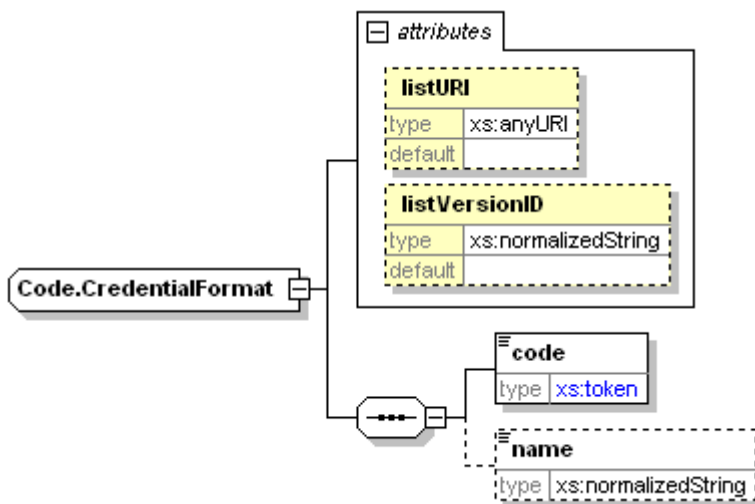 attributes
listURI
type xs:anyURI
default
listVersionID
type xs:normalizedString
default
Code.CredentialFormat
code
type xs:token
name
type xs:normalizedString